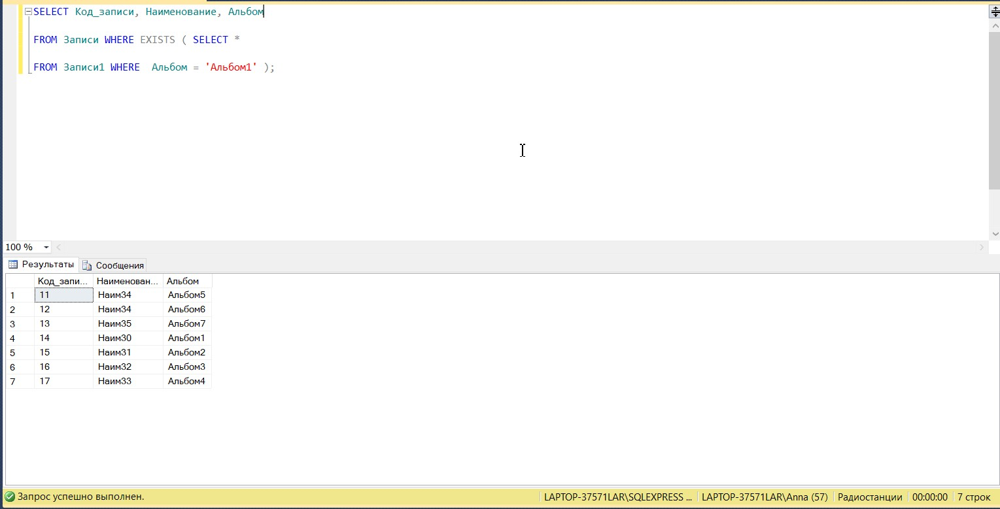 SELECT Код_записи, Наименование, Альбом
FROM Записи WHERE EXISTS ( SELECT *
FROM Записи1 WHERE  Альбом = 'Альбом1' );
100 %
Результаты Сообщения
Код_запи... Наименован... Альбом
1 11 Наим34 Альбом5
2 12 Наим34 Альбом6
3 13 Наим35 Альбом7
4 14 Наим30 Альбом1
5 15 Наим31 Альбом2
6 16 Наим32 Альбом3
7 17 Наим33 Альбом4
Запрос успешно выполнен. LAPTOP-37571LAR\SQLEXPRESS ... LAPTOP-37571LAR\Anna (57) Радиостанции 00:00:00 7 строк